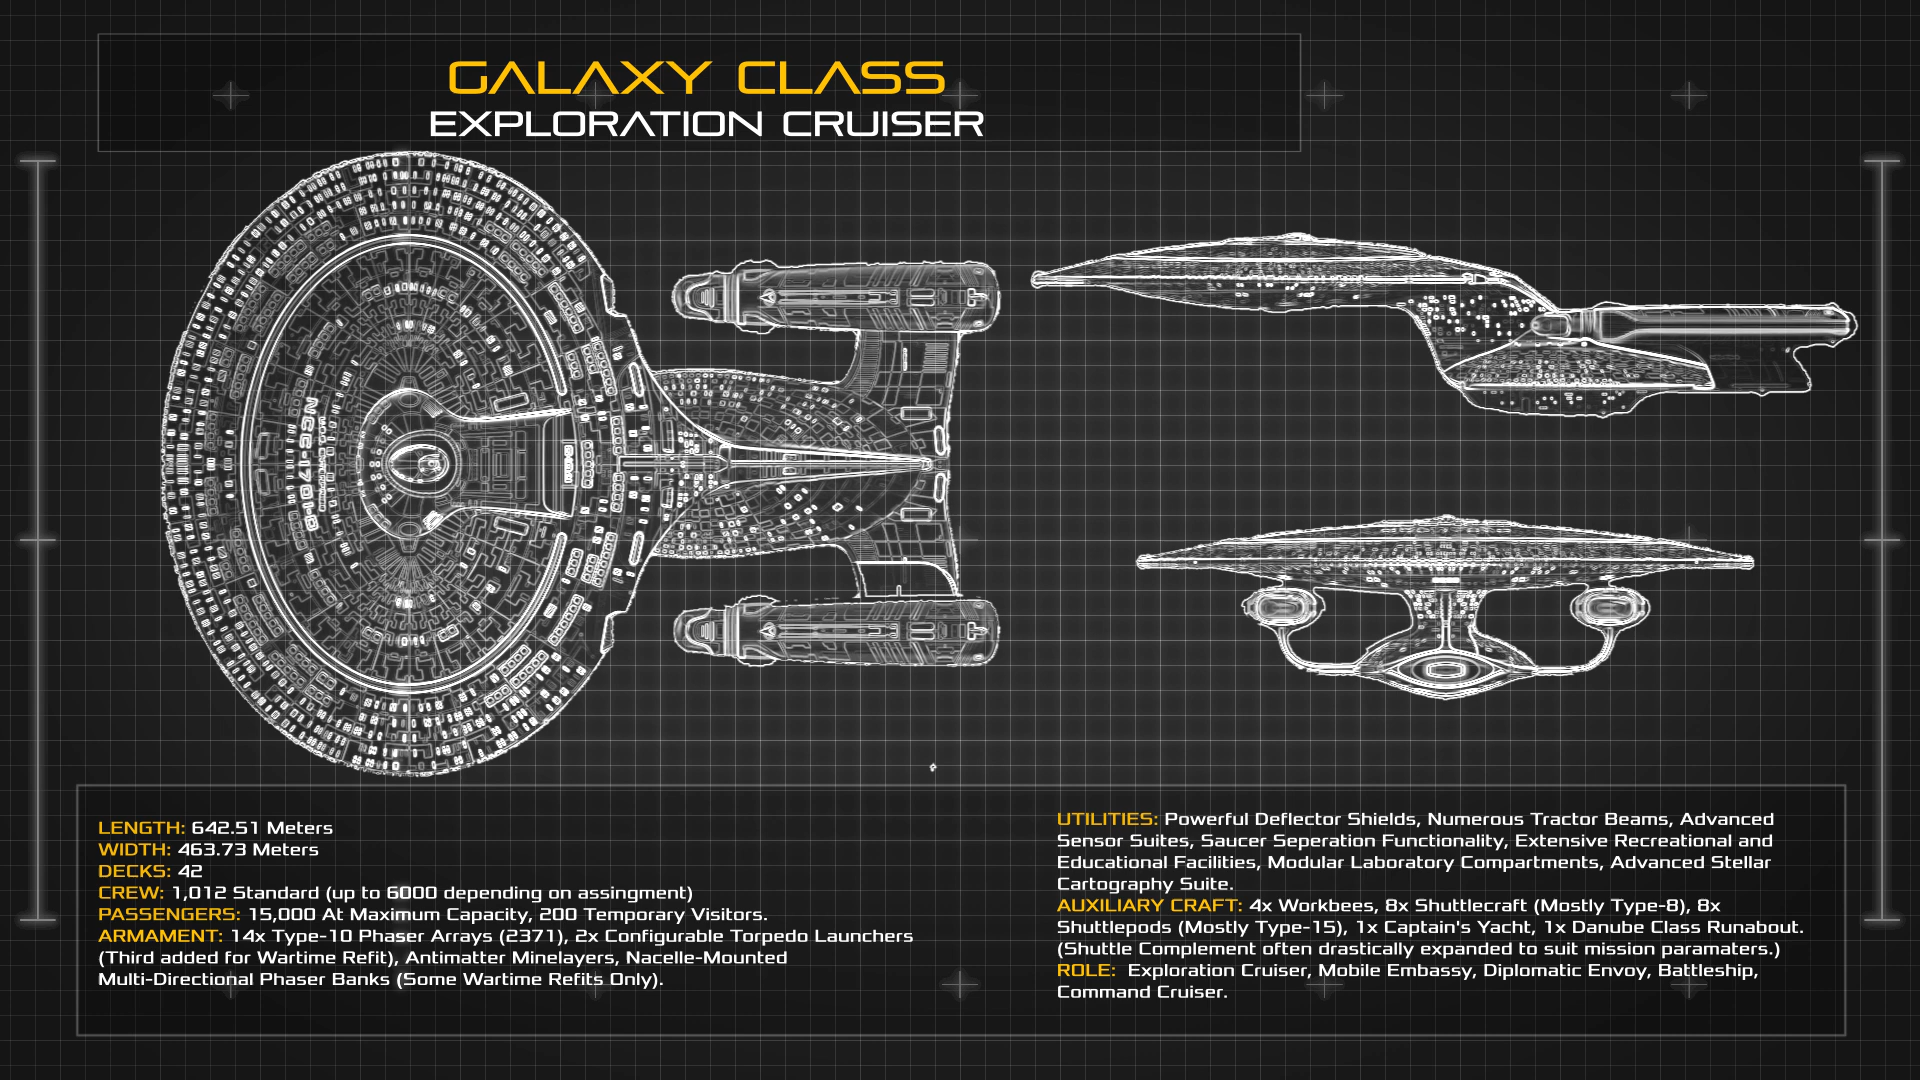 GALAXY CLASS
EXPLORATION CRUISER
NCC-1701-D
LENGTH: 642.51 Meters
WIDTH: 463.73 Meters
DECKS: 42
CREW: 1,012 Standard (up to 6000 depending on assingment)
PASSENGERS: 15,000 At Maximum Capacity, 200 Temporary Visitors.
ARMAMENT: 14x Type-10 Phaser Arrays (2371), 2x Configurable Torpedo Launchers
(Third added for Wartime Refit), Antimatter Minelayers, Nacelle-Mounted
Multi-Directional Phaser Banks (Some Wartime Refits Only).
UTILITIES: Powerful Deflector Shields, Numerous Tractor Beams, Advanced
Sensor Suites, Saucer Seperation Functionality, Extensive Recreational and
Educational Facilities, Modular Laboratory Compartments, Advanced Stellar
Cartography Suite.
AUXILIARY CRAFT: 4x Workbees, 8x Shuttlecraft (Mostly Type-8), 8x
Shuttlepods (Mostly Type-15), 1x Captain's Yacht, 1x Danube Class Runabout.
(Shuttle Complement often drastically expanded to suit mission paramaters.)
ROLE: Exploration Cruiser, Mobile Embassy, Diplomatic Envoy, Battleship,
Command Cruiser.